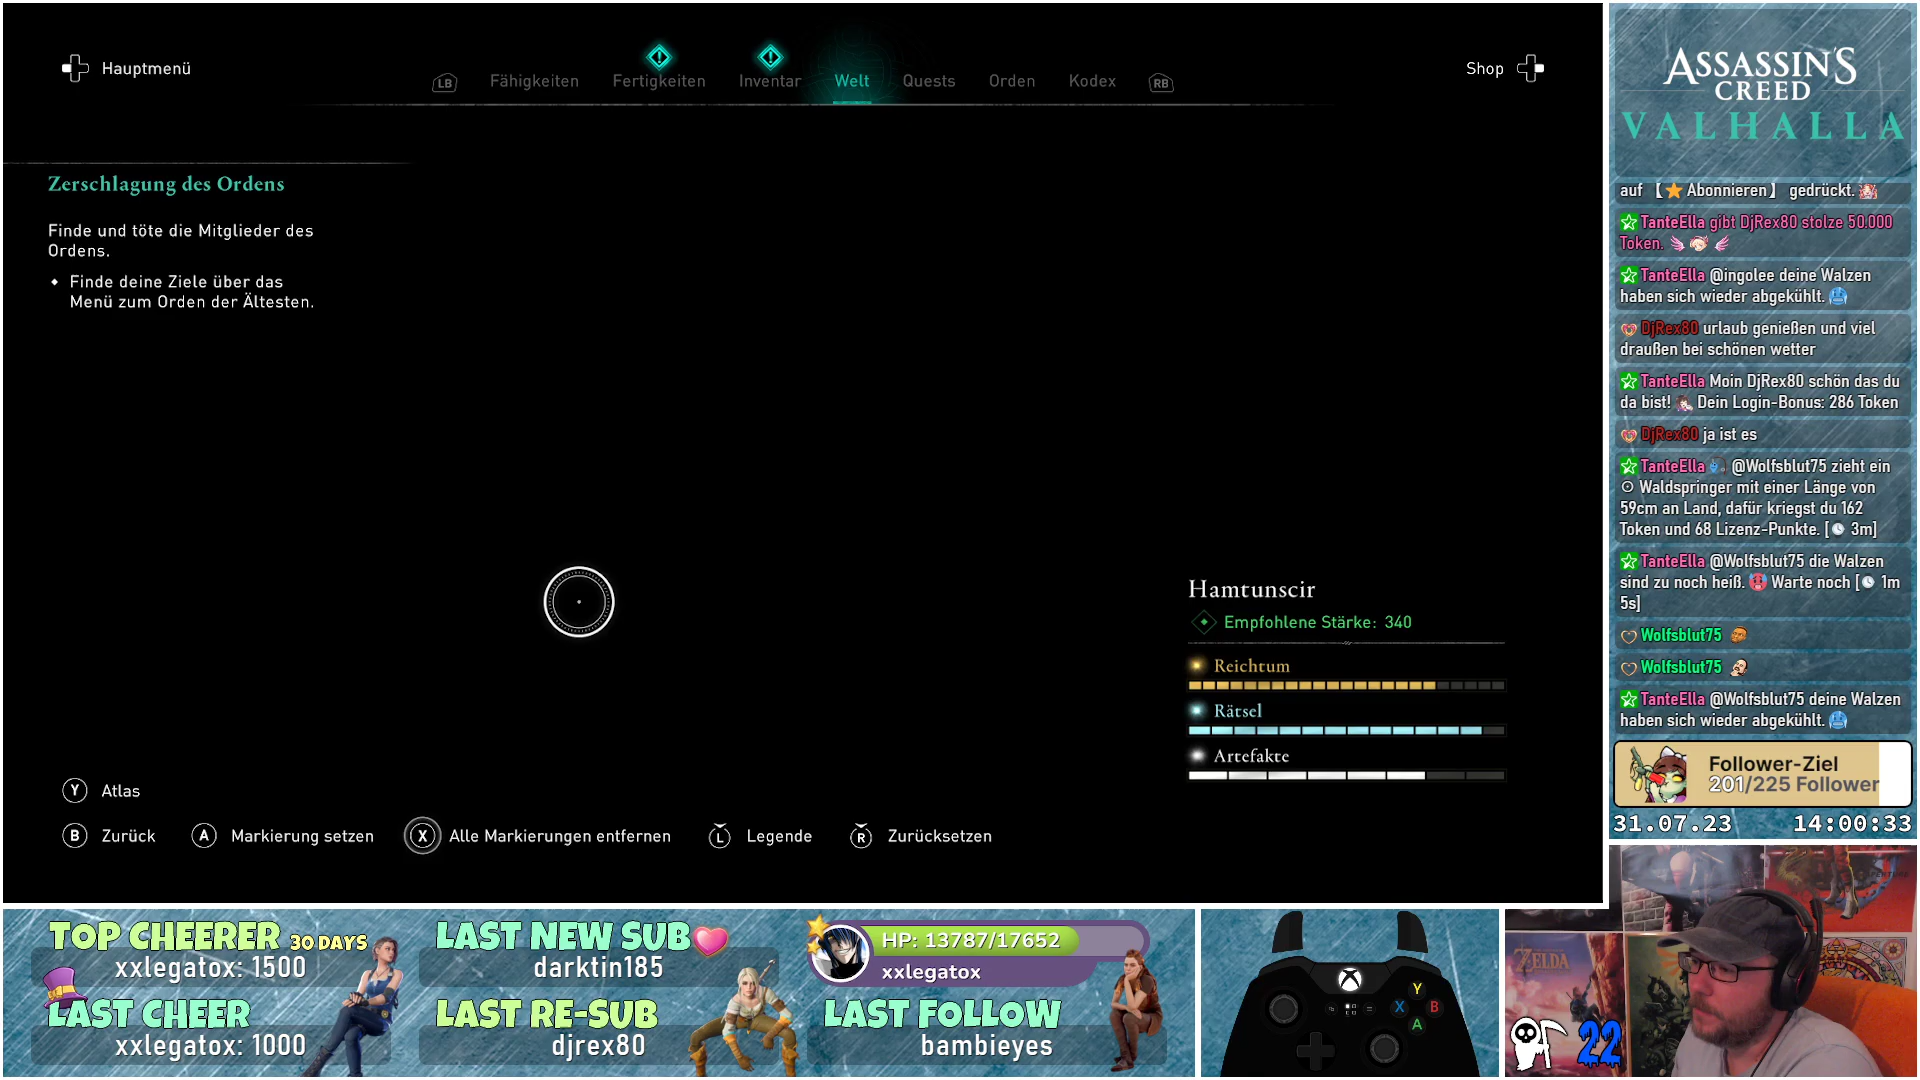 Hauptmenü
LB
Fähigkeiten
Fertigkeiten
Inventar
Welt
Quests
Orden
Kodex
RB
Shop
Zerschlagung des Ordens
Finde und töte die Mitglieder des
Ordens.
Finde deine Ziele über das
Menü zum Orden der Ältesten.
Hamtunscir
Empfohlene Stärke: 340
Reichtum
Rätsel
Artefakte
Y Atlas
B Zurück
A Markierung setzen
X Alle Markierungen entfernen
L Legende
R Zurücksetzen
ASSASSIN'S
CREED
VALHALLA
auf 【⭐ Abonnieren】 gedrückt.
TanteElla gibt DjRex80 stolze 50.000
Token.
TanteElla @ingolee deine Walzen
haben sich wieder abgekühlt.
DjRex80 urlaub genießen und viel
draußen bei schönen wetter
TanteElla Moin DjRex80 schön das du
da bist! Dein Login-Bonus: 286 Token
DjRex80 ja ist es
TanteElla @Wolfsblut75 zieht ein
⊙ Waldspringer mit einer Länge von
59cm an Land, dafür kriegst du 162
Token und 68 Lizenz-Punkte. [🕒 3m]
TanteElla @Wolfsblut75 die Walzen
sind zu noch heiß. Warte noch [🕒 1m
5s]
Wolfsblut75
Wolfsblut75
TanteElla @Wolfsblut75 deine Walzen
haben sich wieder abgekühlt.
Follower-Ziel
201/225 Follower
31.07.23 14:00:33
TOP CHEERER 30 DAYS
xxlegatox: 1500
LAST CHEER
xxlegatox: 1000
LAST NEW SUB
darktin185
LAST RE-SUB
djrex80
HP: 13787/17652
xxlegatox
LAST FOLLOW
bambieyes
Y
X
B
A
ZELDA
22